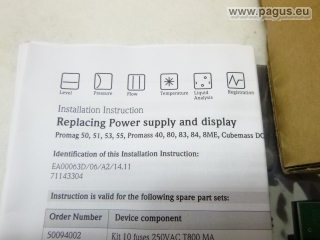 www.pagus.eu
Level Pressure Flow Temperature Liquid Analysis Registration
Installation Instruction
Replacing Power supply and display
Promag 50, 51, 53, 55, Promass 40, 80, 83, 84, 8ME, Cubemass DC
Identification of this Installation Instruction:
EA00063D/06/A2/14.11
71143304
Instruction is valid for the following spare part sets:
Order Number Device component
50094002 Kit 10 fuses 250VAC T800 MA